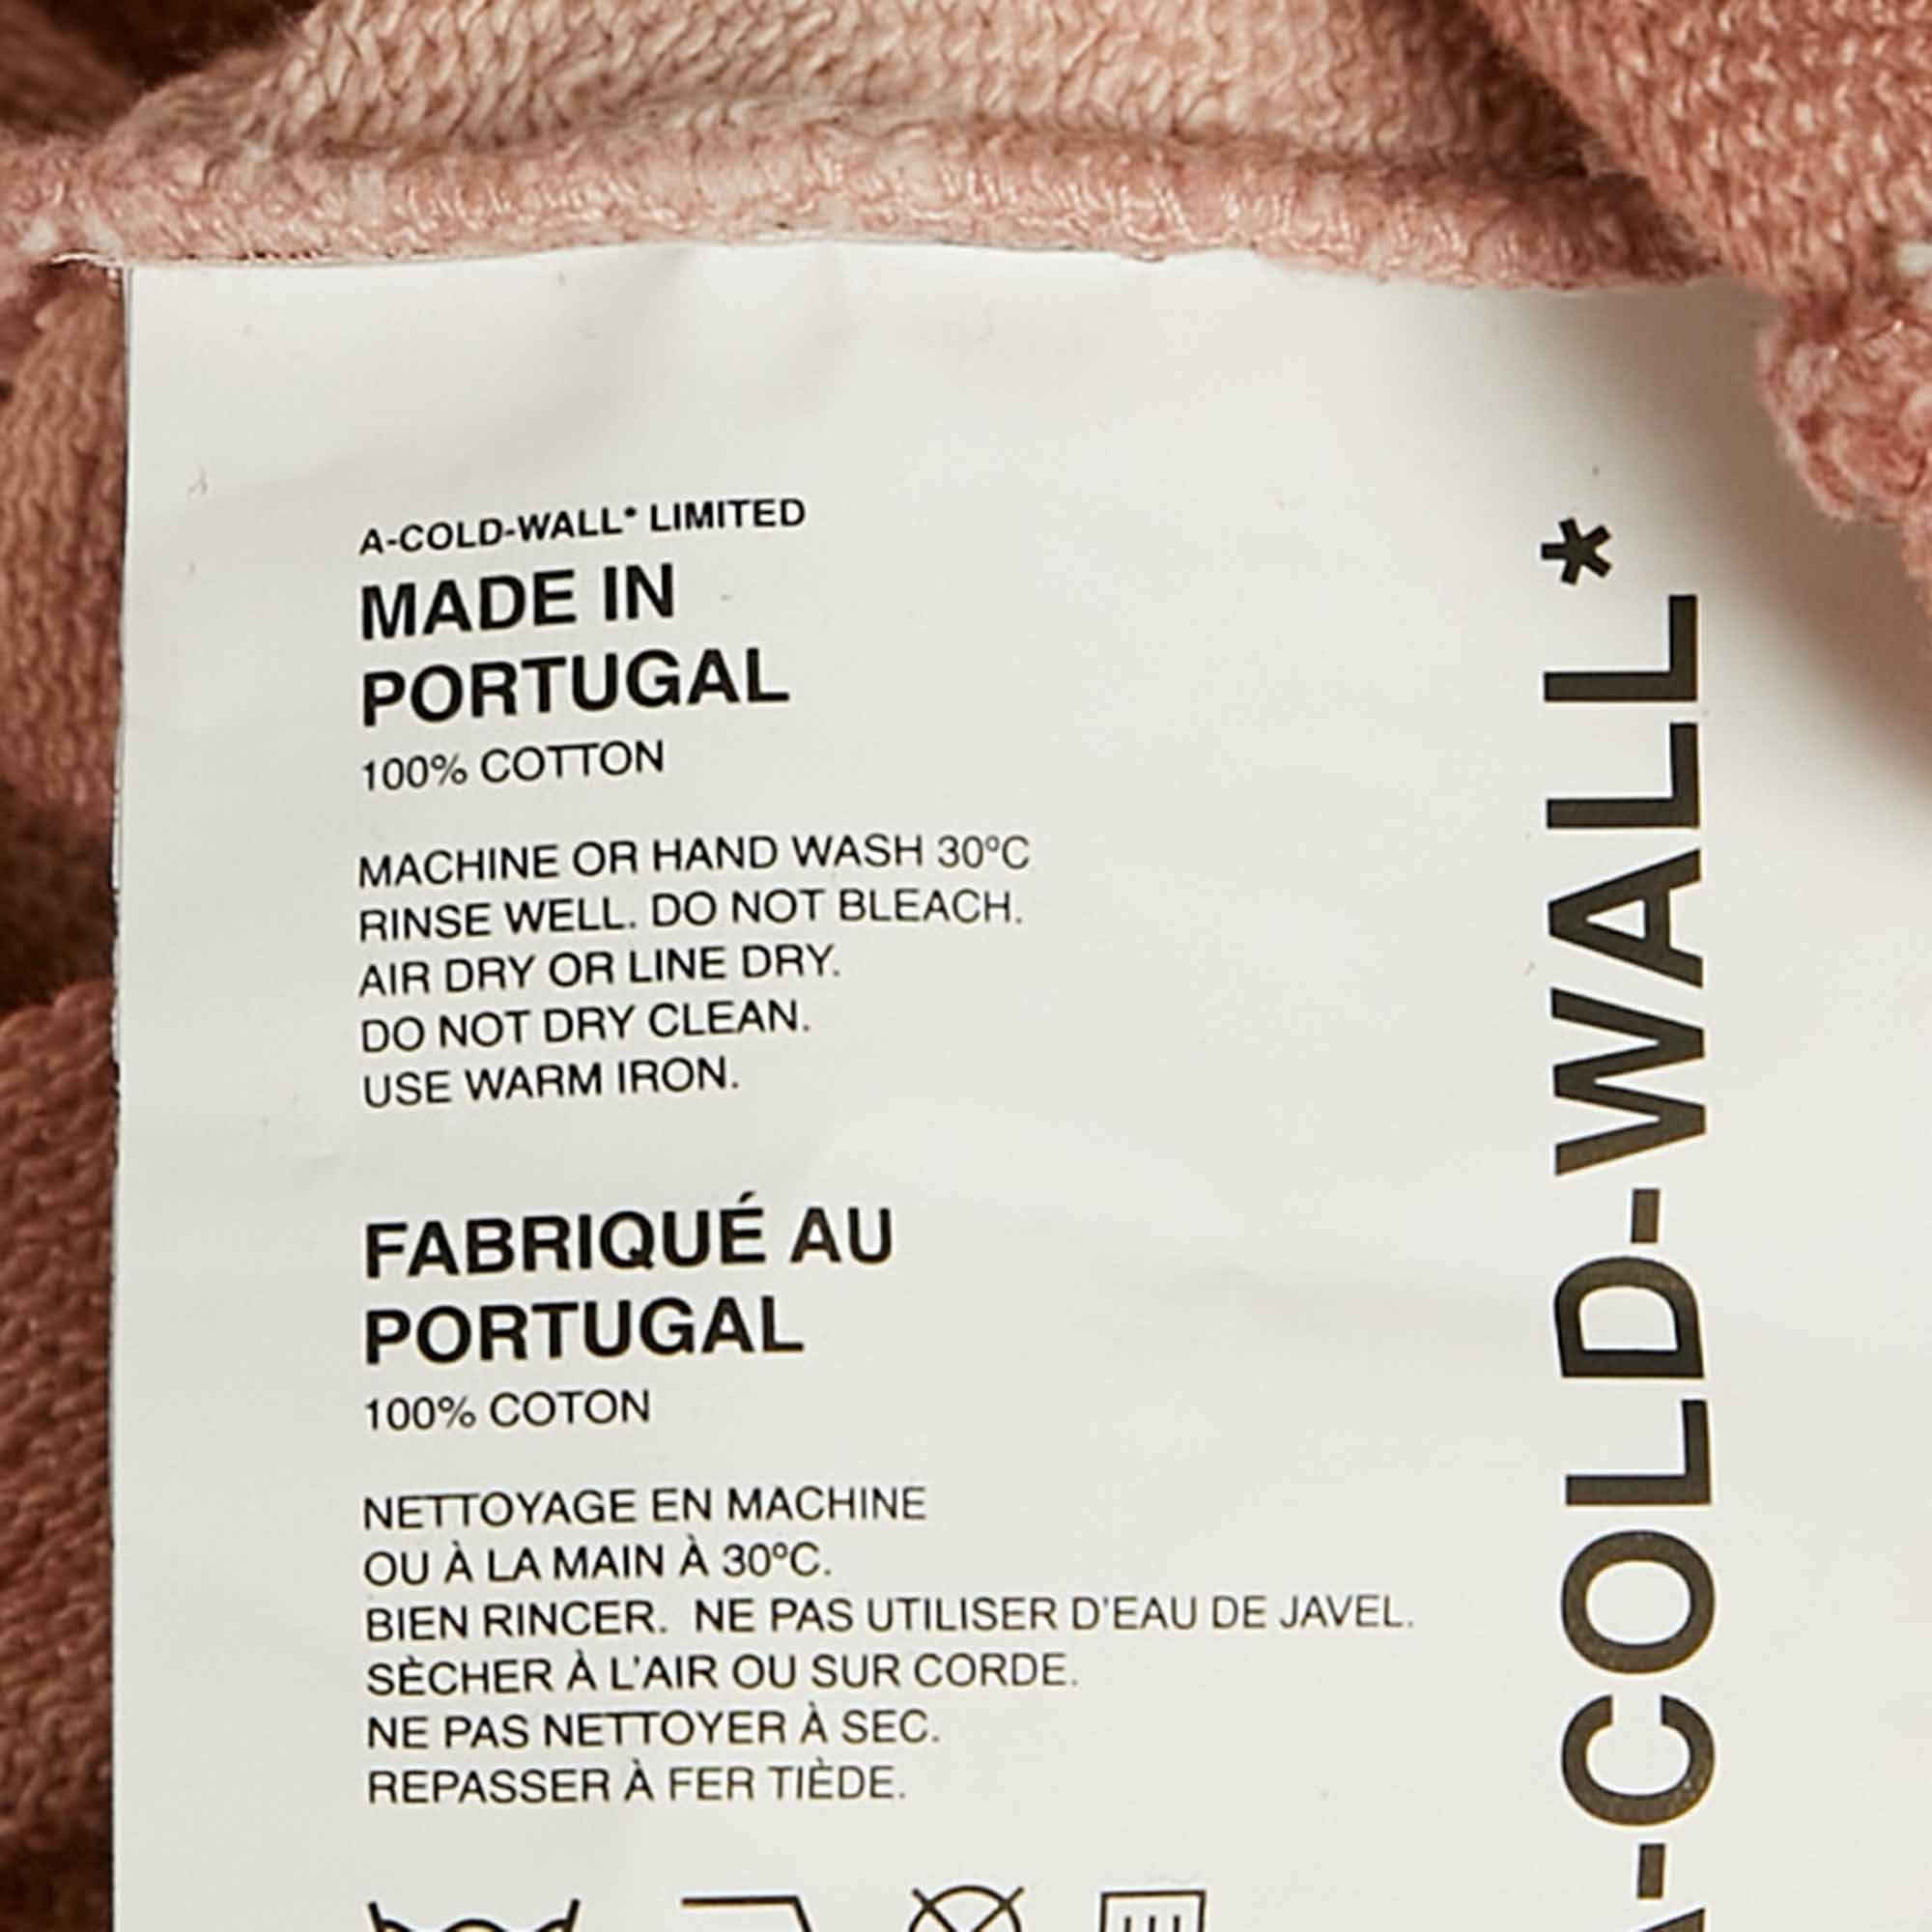 A-COLD-WALL* LIMITED
MADE IN
PORTUGAL
100% COTTON
MACHINE OR HAND WASH 30ºC
RINSE WELL. DO NOT BLEACH.
AIR DRY OR LINE DRY.
DO NOT DRY CLEAN.
USE WARM IRON.
FABRIQUÉ AU
PORTUGAL
100% COTON
NETTOYAGE EN MACHINE
OU À LA MAIN À 30ºC.
BIEN RINCER.  NE PAS UTILISER D'EAU DE JAVEL.
SÈCHER À L'AIR OU SUR CORDE.
NE PAS NETTOYER À SEC.
REPASSER À FER TIÈDE.
A-COLD-WALL*